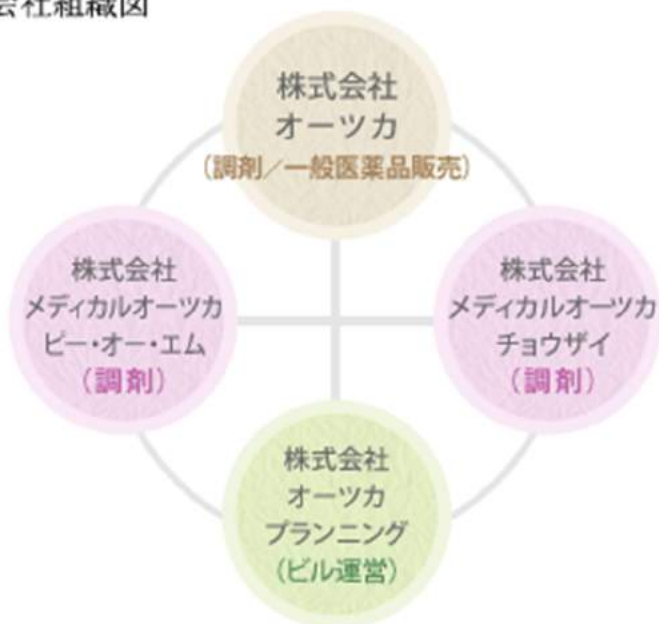 会社組織図
株式会社
オーツカ
(調剤／一般医薬品販売)
株式会社
メディカルオーツカ
ピー・オー・エム
(調剤)
株式会社
メディカルオーツカ
チョウザイ
(調剤)
株式会社
オーツカ
プランニング
(ビル運営)